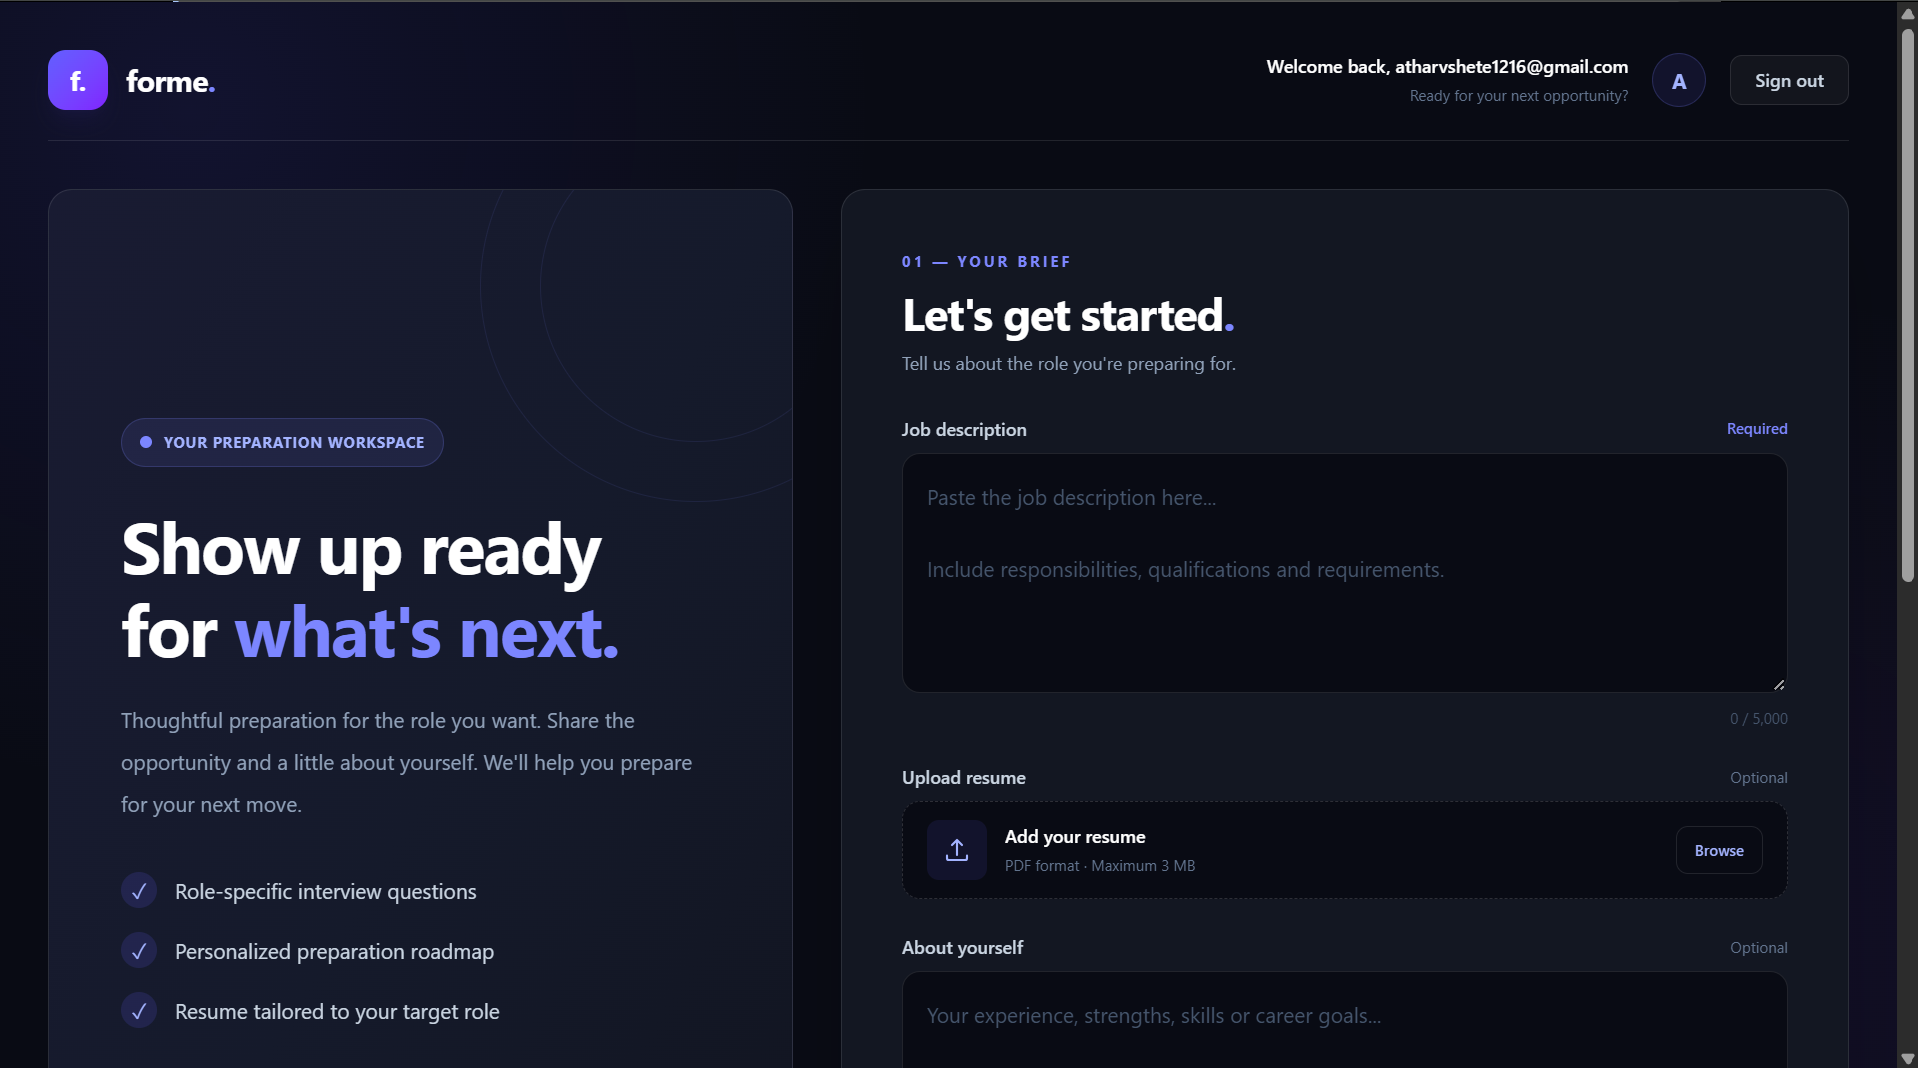 f.
forme.
Welcome back, atharvshete1216@gmail.com
Ready for your next opportunity?
A
Sign out
YOUR PREPARATION WORKSPACE
Show up ready
for what's next.
Thoughtful preparation for the role you want. Share the
opportunity and a little about yourself. We'll help you prepare
for your next move.
✓ Role-specific interview questions
✓ Personalized preparation roadmap
✓ Resume tailored to your target role
01 — YOUR BRIEF
Let's get started.
Tell us about the role you're preparing for.
Job description
Required
Paste the job description here...
Include responsibilities, qualifications and requirements.
0 / 5,000
Upload resume
Optional
Add your resume
PDF format · Maximum 3 MB
Browse
About yourself
Optional
Your experience, strengths, skills or career goals...